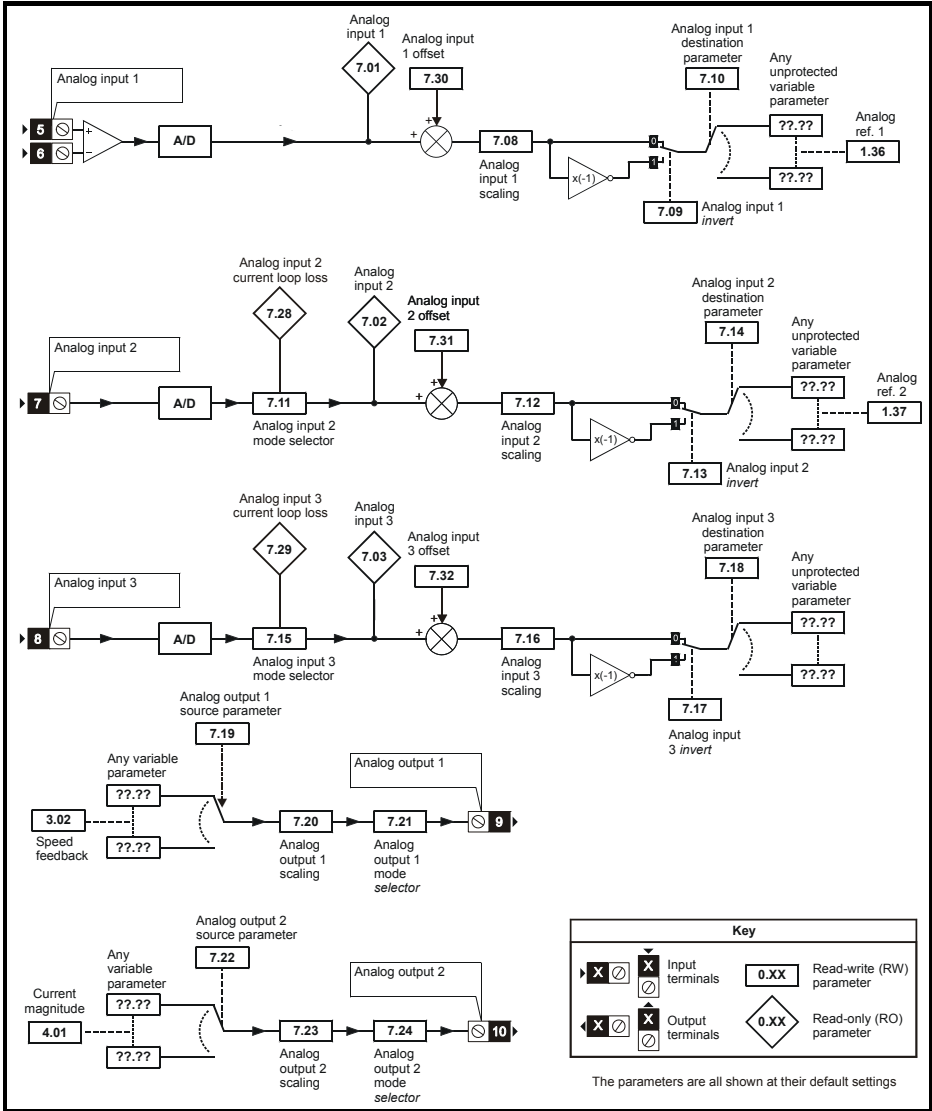 Analog
input 1
7.01
Analog input
1 offset
7.30
Analog input 1
destination
parameter
7.10
Any
unprotected
variable
parameter
??.??
??.??
Analog
ref. 1
1.36
Analog input 1
5
6
+
−
A/D
+
+
7.08
Analog
input 1
scaling
x(-1)
0
1
7.09
Analog input 1
invert
Analog input 2
current loop loss
7.28
Analog
input 2
7.02
Analog input
2 offset
7.31
Analog input 2
destination
parameter
7.14
Any
unprotected
variable
parameter
??.??
??.??
Analog
ref. 2
1.37
Analog input 2
7
A/D
7.11
Analog input 2
mode selector
+
+
7.12
Analog
input 2
scaling
x(-1)
0
1
7.13
Analog input 2
invert
Analog input 3
current loop loss
7.29
Analog
input 3
7.03
Analog input
3 offset
7.32
Analog input 3
destination
parameter
7.18
Any
unprotected
variable
parameter
??.??
??.??
Analog input 3
8
A/D
7.15
Analog input 3
mode selector
+
+
7.16
Analog
input 3
scaling
x(-1)
0
1
7.17
Analog input
3 invert
Analog output 1
source parameter
7.19
Any variable
parameter
??.??
??.??
3.02
Speed
feedback
7.20
Analog
output 1
scaling
7.21
Analog
output 1
mode
selector
Analog output 1
9
Analog output 2
source parameter
7.22
Any
variable
parameter
??.??
??.??
Current
magnitude
4.01
7.23
Analog
output 2
scaling
7.24
Analog
output 2
mode
selector
Analog output 2
10
Key
X
X
Input
terminals
0.XX
Read-write (RW)
parameter
X
X
Output
terminals
0.XX
Read-only (RO)
parameter
The parameters are all shown at their default settings